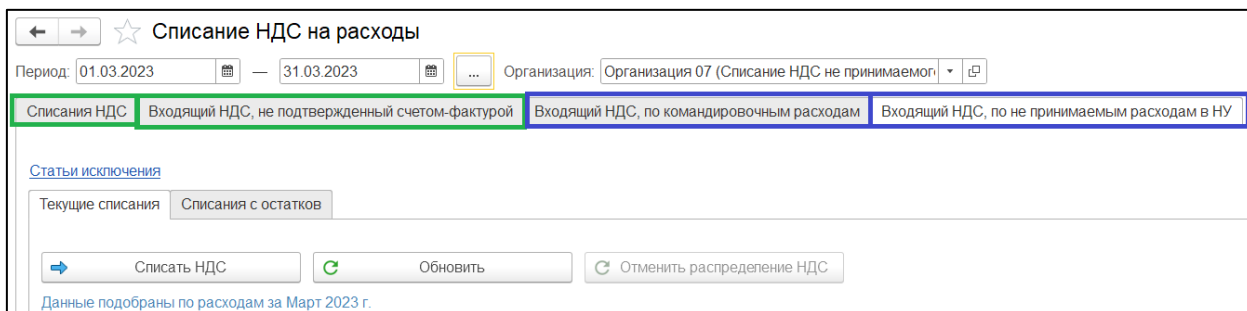 Списание НДС на расходы
Период: 01.03.2023 — 31.03.2023 ... Организация: Организация 07 (Списание НДС не принимаемого
Списания НДС Входящий НДС, не подтвержденный счетом-фактурой Входящий НДС, по командировочным расходам Входящий НДС, по не принимаемым расходам в НУ
Статьи исключения
Текущие списания Списания с остатков
Списать НДС Обновить Отменить распределение НДС
Данные подобраны по расходам за Март 2023 г.